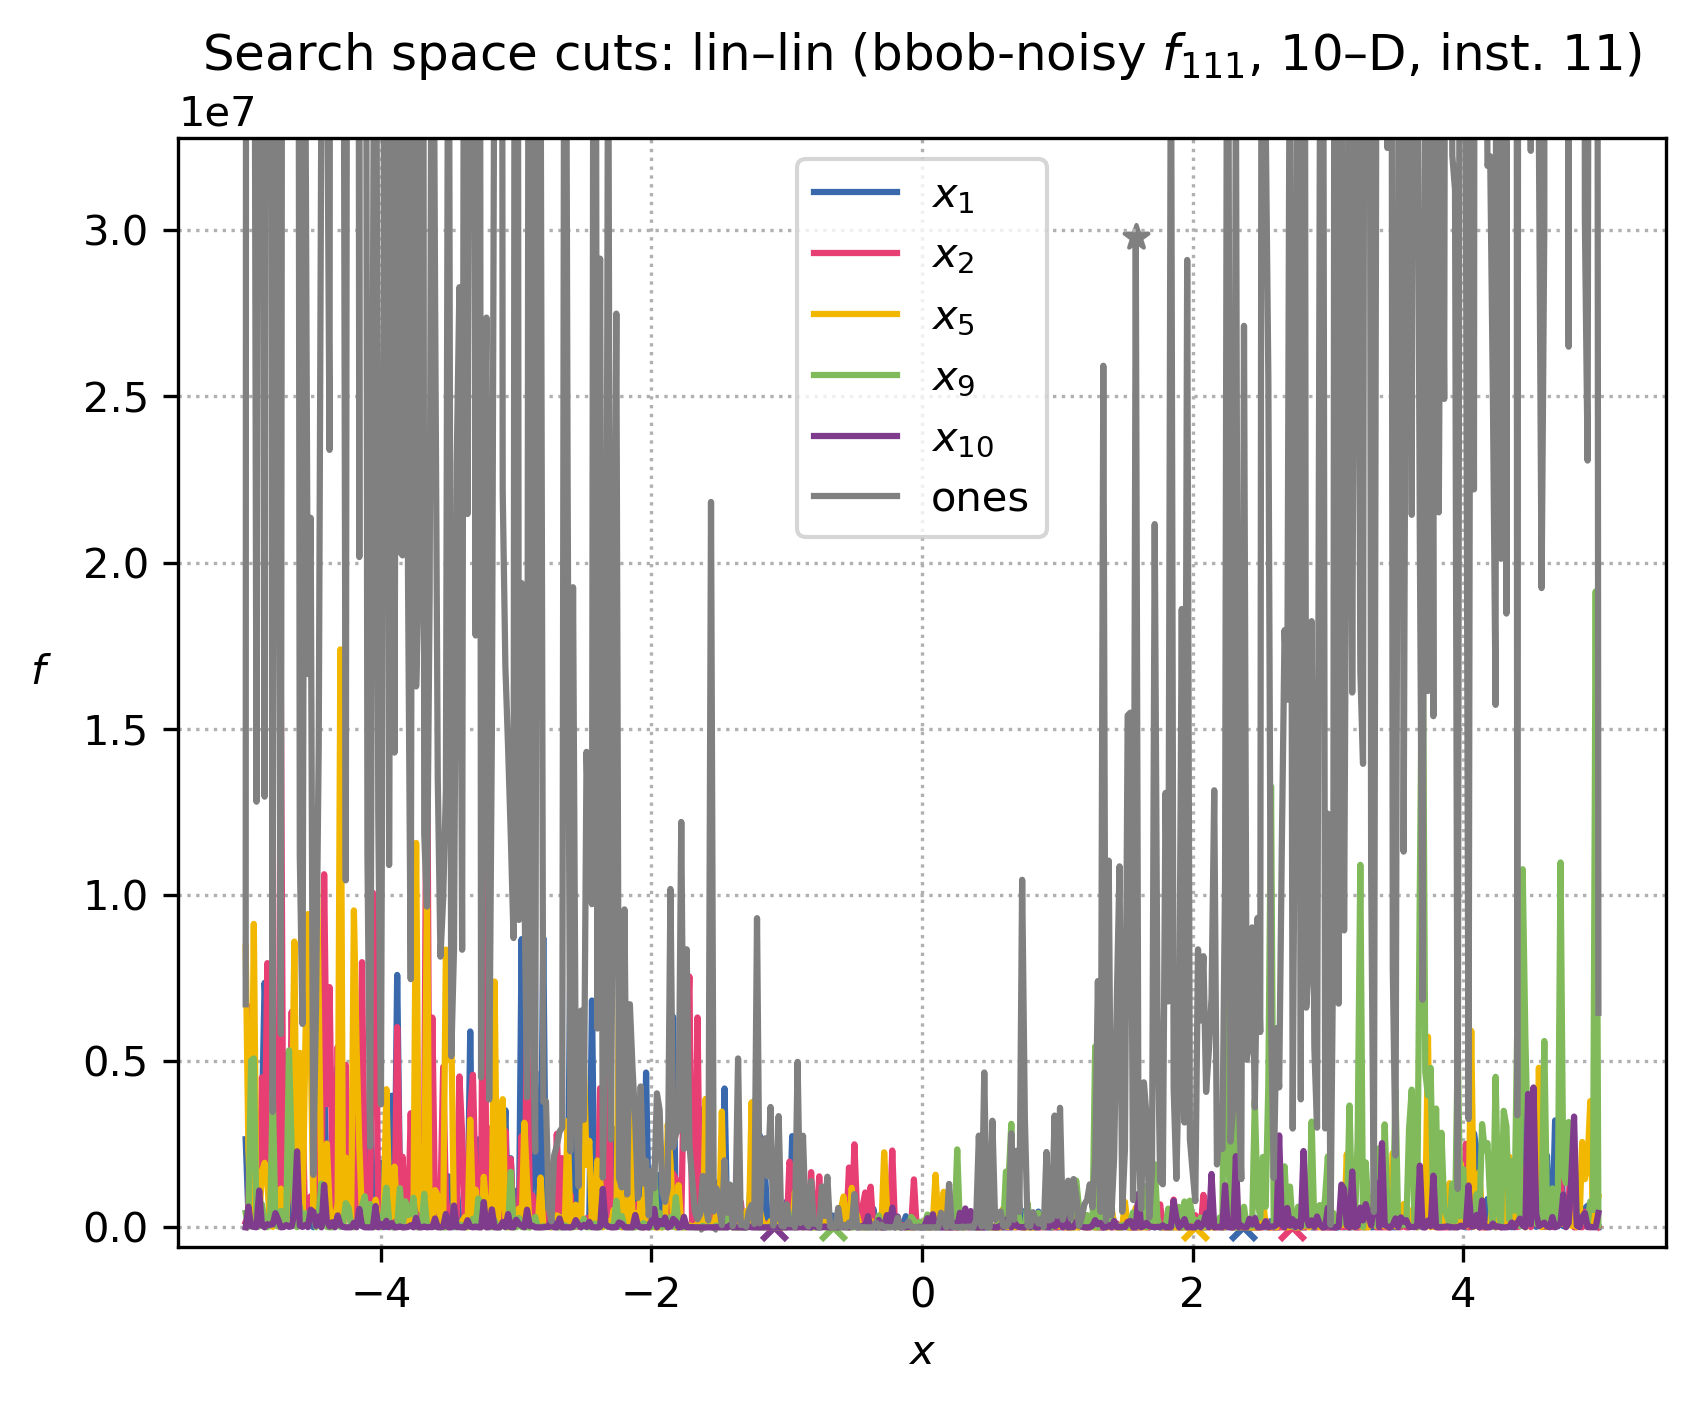 Search space cuts: lin–lin (bbob-noisy f₁₁₁, 10–D, inst. 11)
1e7
3.0
2.5
2.0
1.5
1.0
0.5
0.0
f
x₁
x₂
x₅
x₉
x₁₀
ones
−4 −2 0 2 4
x